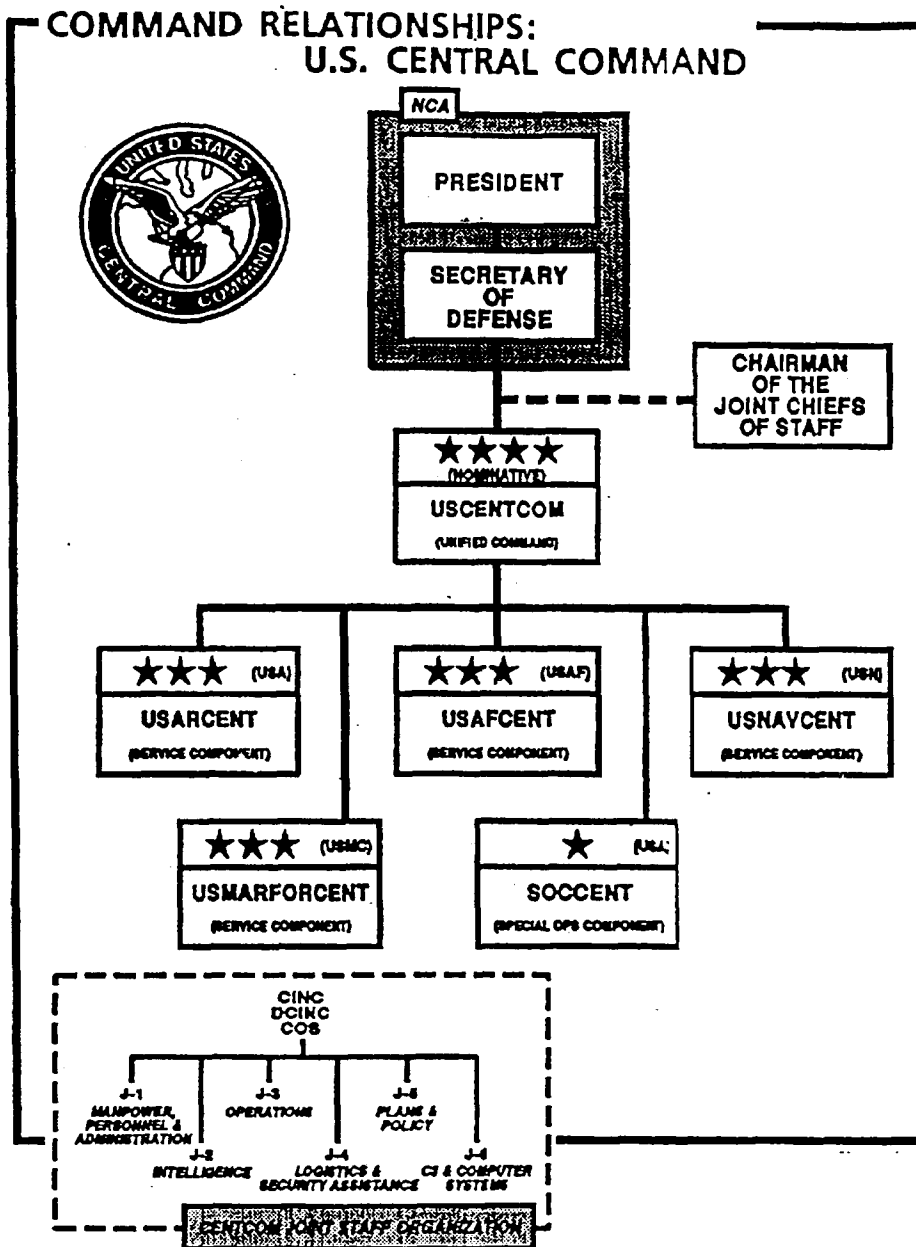 COMMAND RELATIONSHIPS:
U.S. CENTRAL COMMAND
UNITED STATES
CENTRAL COMMAND
NCA
PRESIDENT
SECRETARY
OF
DEFENSE
CHAIRMAN
OF THE
JOINT CHIEFS
OF STAFF
(NOMINATIVE)
USCENTCOM
(UNIFIED COMMAND)
(USA)
USARCENT
(SERVICE COMPONENT)
(USAF)
USAFCENT
(SERVICE COMPONENT)
(USN)
USNAVCENT
(SERVICE COMPONENT)
(USMC)
USMARFORCENT
(SERVICE COMPONENT)
SOCCENT
(SPECIAL OPS COMPONENT)
CINC
DCINC
COS
J-1
MANPOWER,
PERSONNEL &
ADMINISTRATION
J-2
INTELLIGENCE
J-3
OPERATIONS
J-4
LOGISTICS &
SECURITY ASSISTANCE
J-5
PLANS &
POLICY
J-6
& COMPUTER
SYSTEMS
CENTCOM JOINT STAFF ORGANIZATION